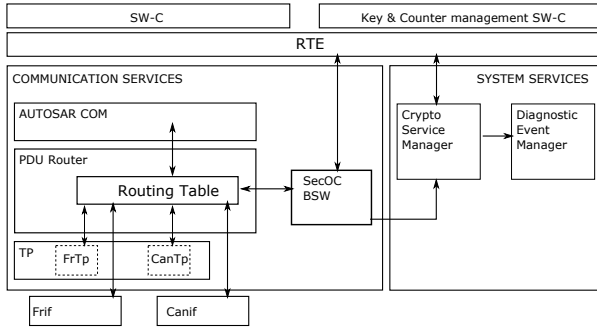 SW-C
Key & Counter management SW-C
RTE
COMMUNICATION SERVICES
SYSTEM SERVICES
AUTOSAR COM
Crypto
Service
Manager
Diagnostic
Event
Manager
PDU Router
Routing Table
SecOC
BSW
TP
FrTp
CanTp
Frif
Canif